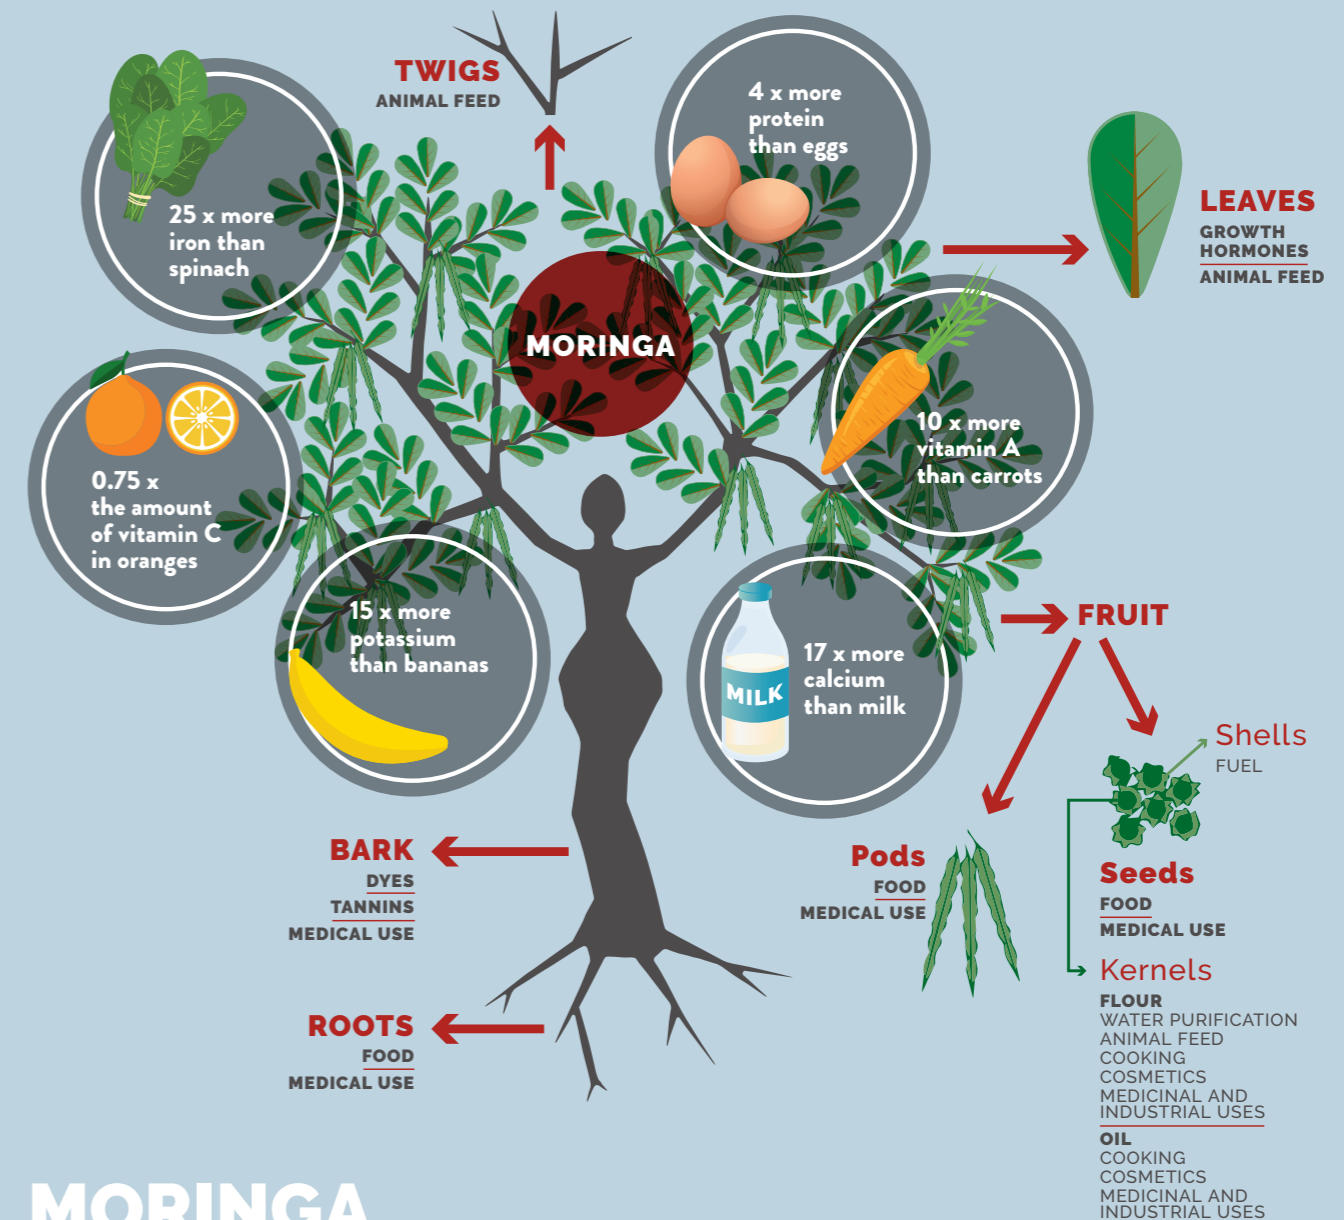 TWIGS
ANIMAL FEED
4 x more
protein
than eggs
25 x more
iron than
spinach
LEAVES
GROWTH
HORMONES
ANIMAL FEED
MORINGA
10 x more
vitamin A
than carrots
0.75 x
the amount
of vitamin C
in oranges
15 x more
potassium
than bananas
MILK
17 x more
calcium
than milk
FRUIT
Shells
FUEL
BARK
DYES
TANNINS
MEDICAL USE
Pods
FOOD
MEDICAL USE
Seeds
FOOD
MEDICAL USE
Kernels
FLOUR
WATER PURIFICATION
ANIMAL FEED
COOKING
COSMETICS
MEDICINAL AND
INDUSTRIAL USES
OIL
COOKING
COSMETICS
MEDICINAL AND
INDUSTRIAL USES
ROOTS
FOOD
MEDICAL USE
MORINGA